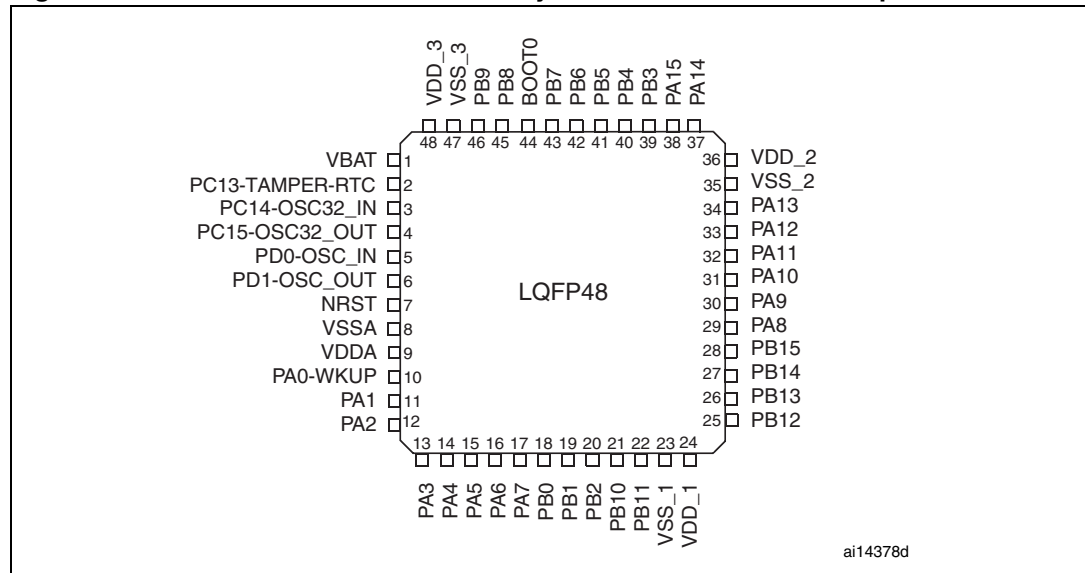 VDD_3
VSS_3
PB9
PB8
BOOT0
PB7
PB6
PB5
PB4
PB3
PA15
PA14
48 47 46 45 44 43 42 41 40 39 38 37
VBAT 1
PC13-TAMPER-RTC 2
PC14-OSC32_IN 3
PC15-OSC32_OUT 4
PD0-OSC_IN 5
PD1-OSC_OUT 6
NRST 7
VSSA 8
VDDA 9
PA0-WKUP 10
PA1 11
PA2 12
LQFP48
36 VDD_2
35 VSS_2
34 PA13
33 PA12
32 PA11
31 PA10
30 PA9
29 PA8
28 PB15
27 PB14
26 PB13
25 PB12
13 14 15 16 17 18 19 20 21 22 23 24
PA3
PA4
PA5
PA6
PA7
PB0
PB1
PB2
PB10
PB11
VSS_1
VDD_1
ai14378d